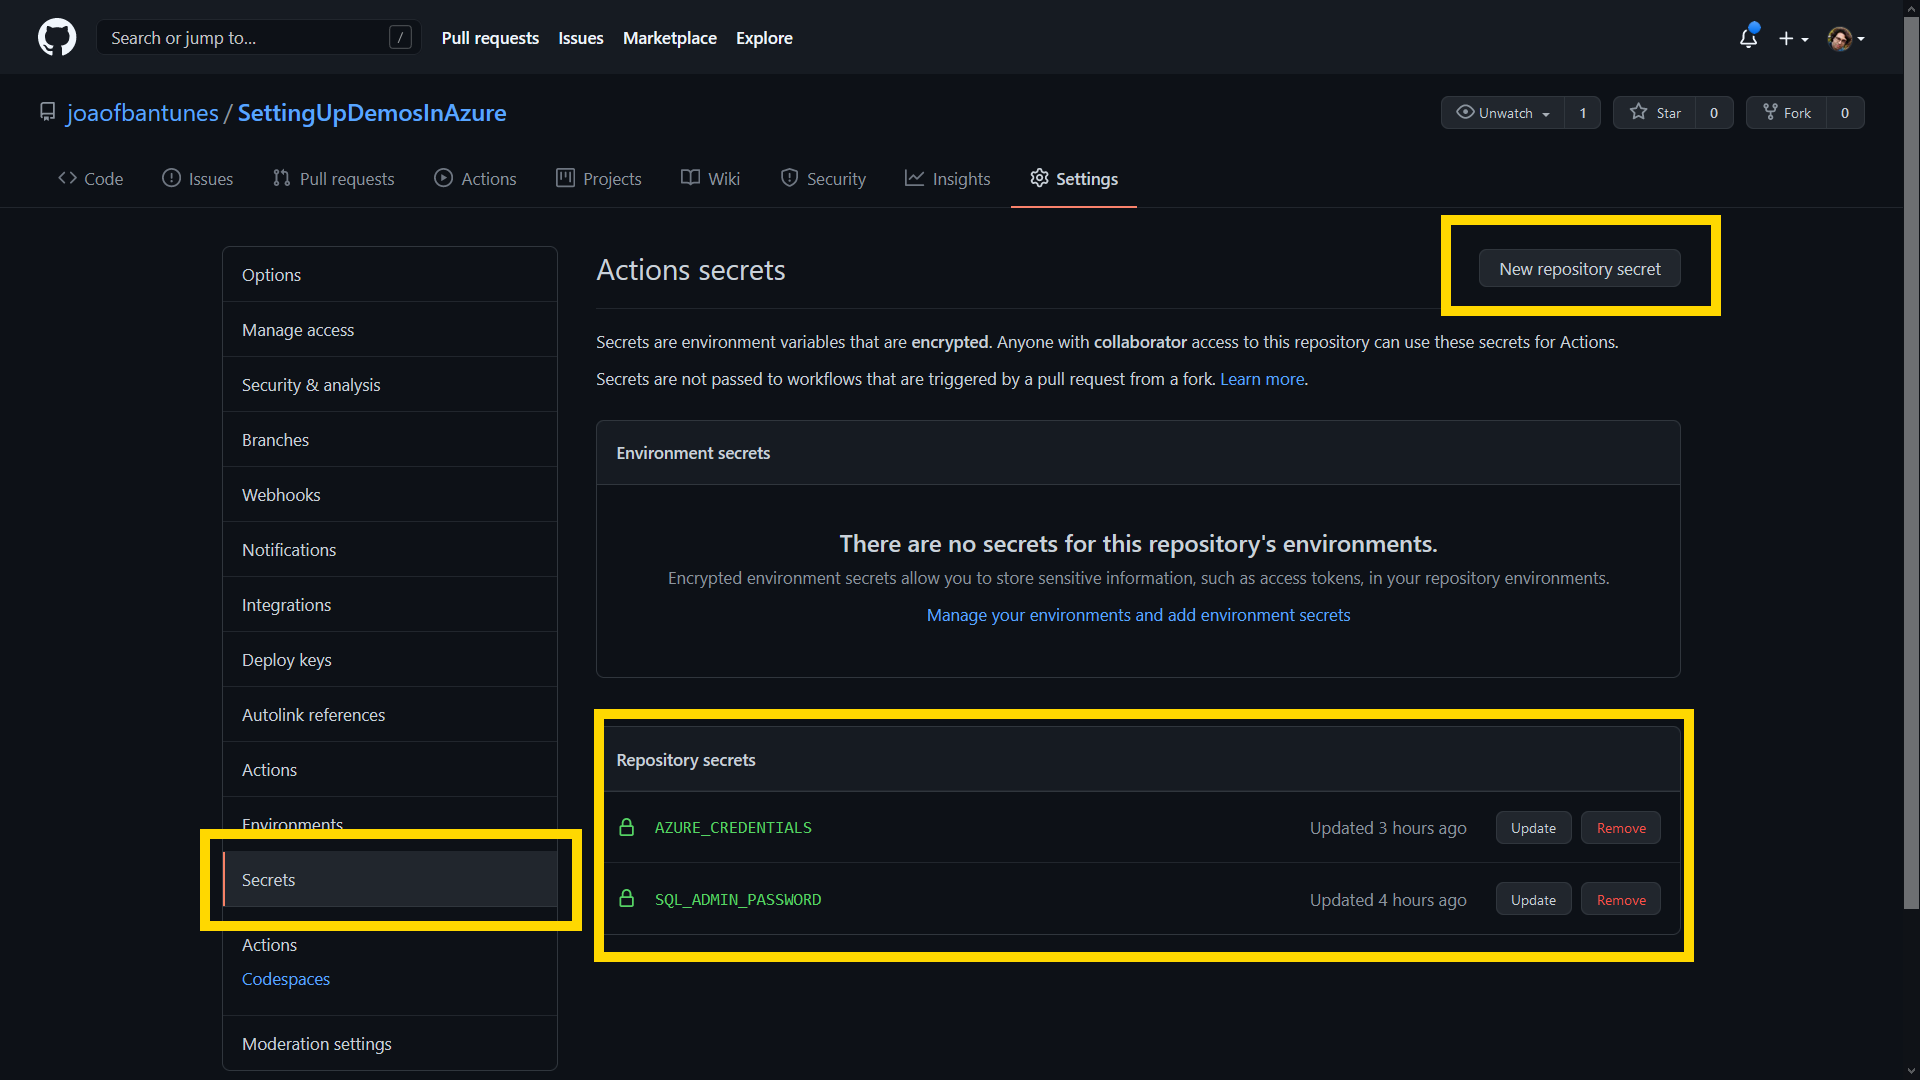 Search or jump to... /
Pull requests Issues Marketplace Explore
joaofbantunes / SettingUpDemosInAzure
Unwatch 1 Star 0 Fork 0
Code Issues Pull requests Actions Projects Wiki Security Insights Settings
Options
Manage access
Security & analysis
Branches
Webhooks
Notifications
Integrations
Deploy keys
Autolink references
Actions
Environments
Secrets
Actions
Codespaces
Moderation settings
Actions secrets
New repository secret
Secrets are environment variables that are encrypted. Anyone with collaborator access to this repository can use these secrets for Actions.
Secrets are not passed to workflows that are triggered by a pull request from a fork. Learn more.
Environment secrets
There are no secrets for this repository's environments.
Encrypted environment secrets allow you to store sensitive information, such as access tokens, in your repository environments.
Manage your environments and add environment secrets
Repository secrets
AZURE_CREDENTIALS Updated 3 hours ago Update Remove
SQL_ADMIN_PASSWORD Updated 4 hours ago Update Remove